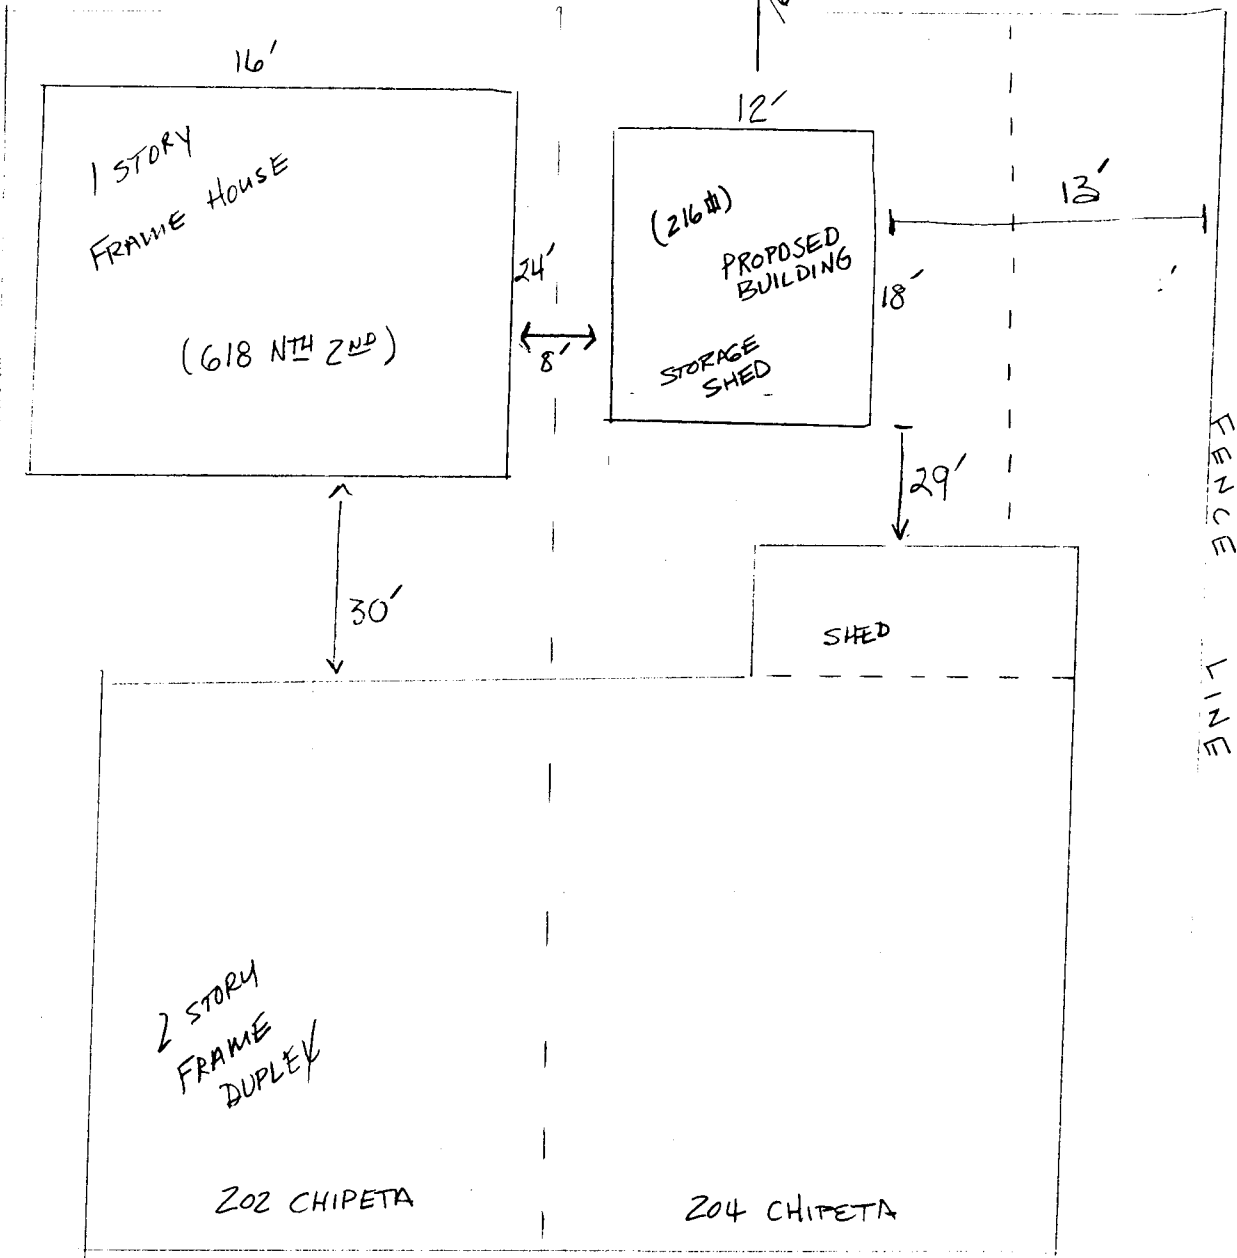 16′
12′
1 STORY
FRAME HOUSE
(216 #)
PROPOSED
BUILDING
13′
24′
18′
(618 NTH 2ND)
8′
STORAGE
SHED
29′
FENCE LINE
30′
SHED
2 STORY
FRAME
DUPLEX
202 CHIPETA
204 CHIPETA